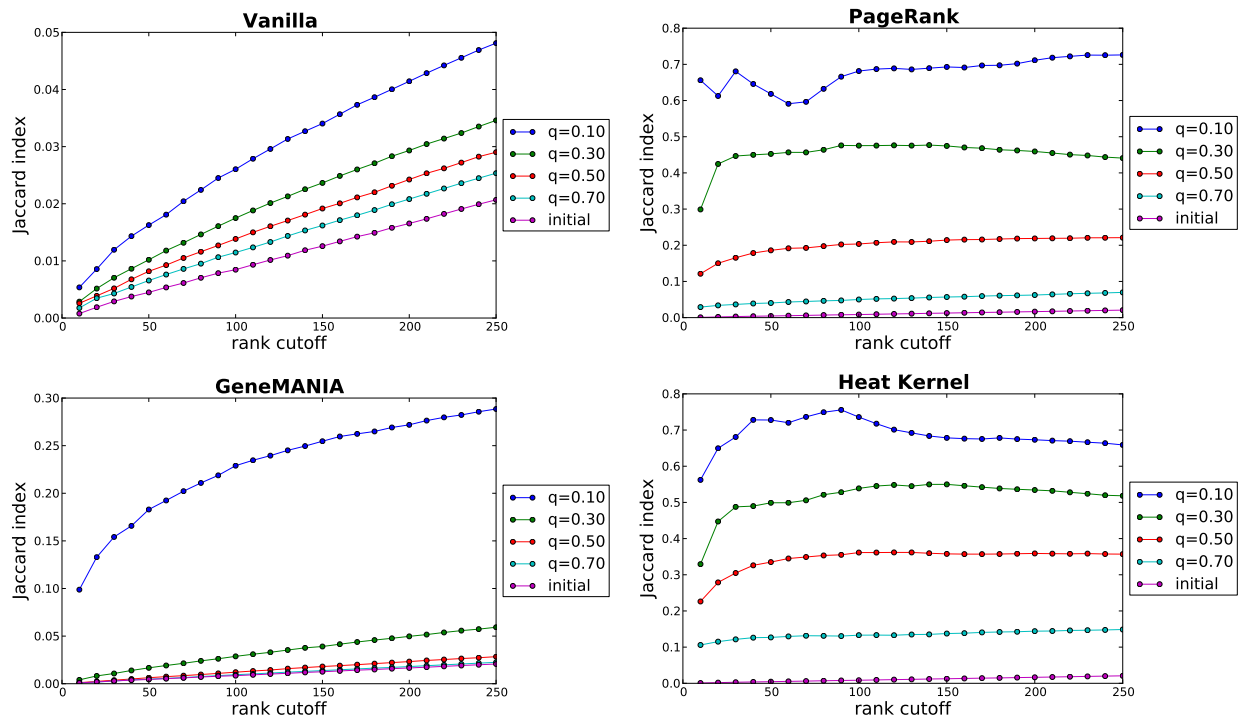 Vanilla
0.05
0.04
0.03
0.02
0.01
0.00
Jaccard index
0
50
100
150
200
250
rank cutoff
q=0.10
q=0.30
q=0.50
q=0.70
initial
PageRank
0.8
0.7
0.6
0.5
0.4
0.3
0.2
0.1
0.0
Jaccard index
0
50
100
150
200
250
rank cutoff
q=0.10
q=0.30
q=0.50
q=0.70
initial
GeneMANIA
0.30
0.25
0.20
0.15
0.10
0.05
0.00
Jaccard index
0
50
100
150
200
250
rank cutoff
q=0.10
q=0.30
q=0.50
q=0.70
initial
Heat Kernel
0.8
0.7
0.6
0.5
0.4
0.3
0.2
0.1
0.0
Jaccard index
0
50
100
150
200
250
rank cutoff
q=0.10
q=0.30
q=0.50
q=0.70
initial